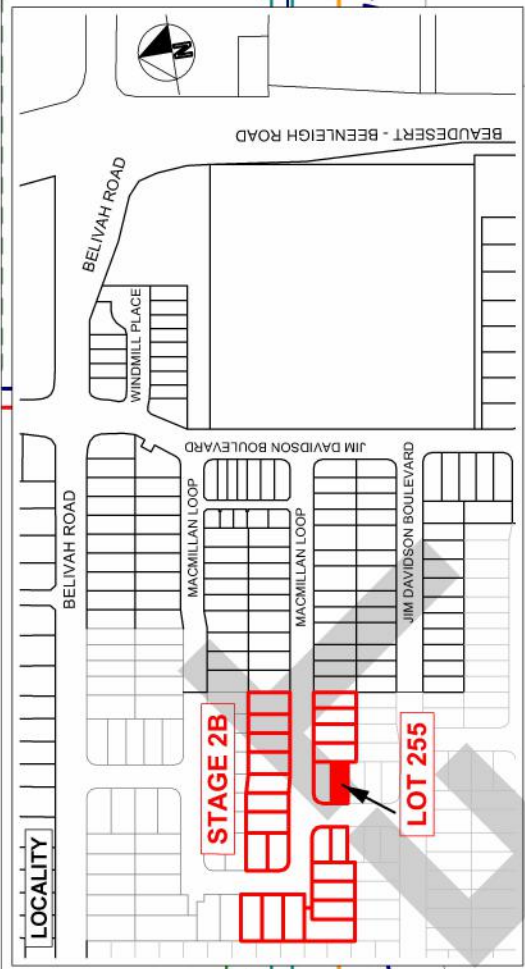 N
BEAUDESERT - BEENLEIGH ROAD
BELIVAH ROAD
WINDMILL PLACE
JIM DAVIDSON BOULEVARD
BELIVAH ROAD
MACMILLAN LOOP
MACMILLAN LOOP
JIM DAVIDSON BOULEVARD
STAGE 2B
LOT 255
LOCALITY